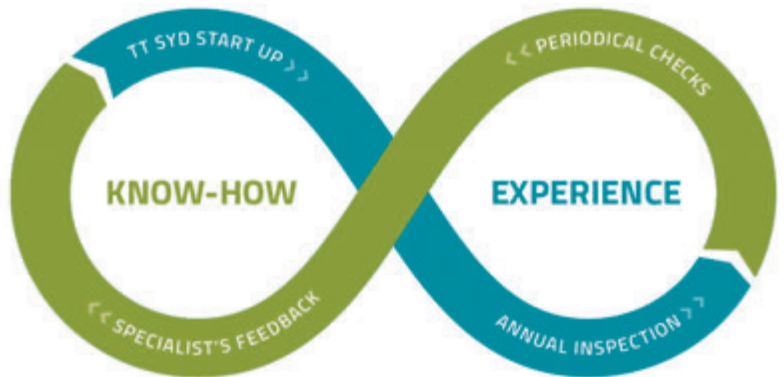 TT SYD START UP >>
<< PERIODICAL CHECKS
KNOW-HOW
EXPERIENCE
<< SPECIALIST'S FEEDBACK
ANNUAL INSPECTION >>